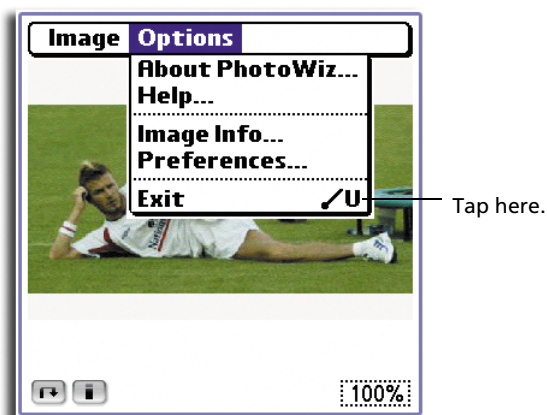 Image Options
About PhotoWiz...
Help...
Image Info...
Preferences...
Exit U
Tap here.
100%